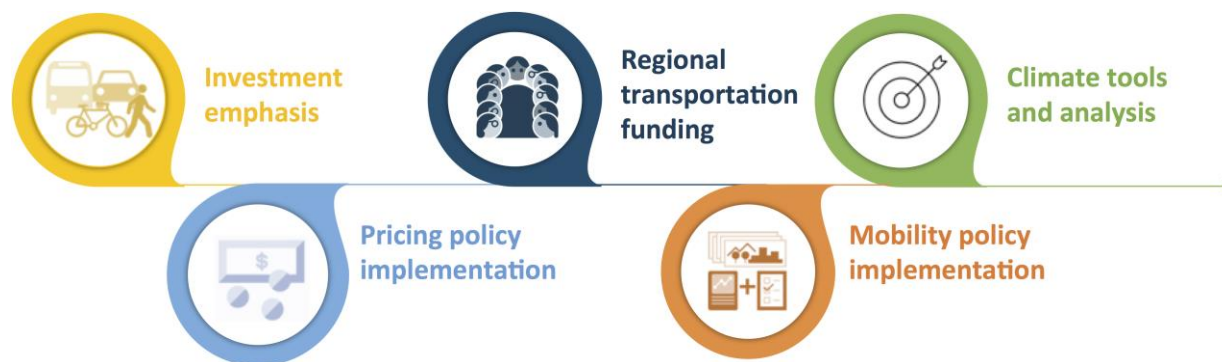 Investment
emphasis
Regional
transportation
funding
Climate tools
and analysis
$
Pricing policy
implementation
Mobility policy
implementation